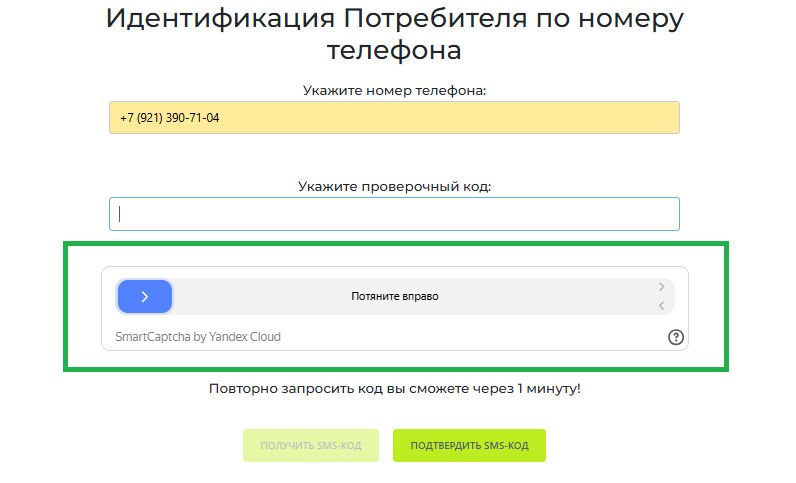 Идентификация Потребителя по номеру
телефона
Укажите номер телефона:
+7 (921) 390-71-04
Укажите проверочный код:
Потяните вправо
SmartCaptcha by Yandex Cloud
Повторно запросить код вы сможете через 1 минуту!
ПОЛУЧИТЬ SMS-КОД
ПОДТВЕРДИТЬ SMS-КОД